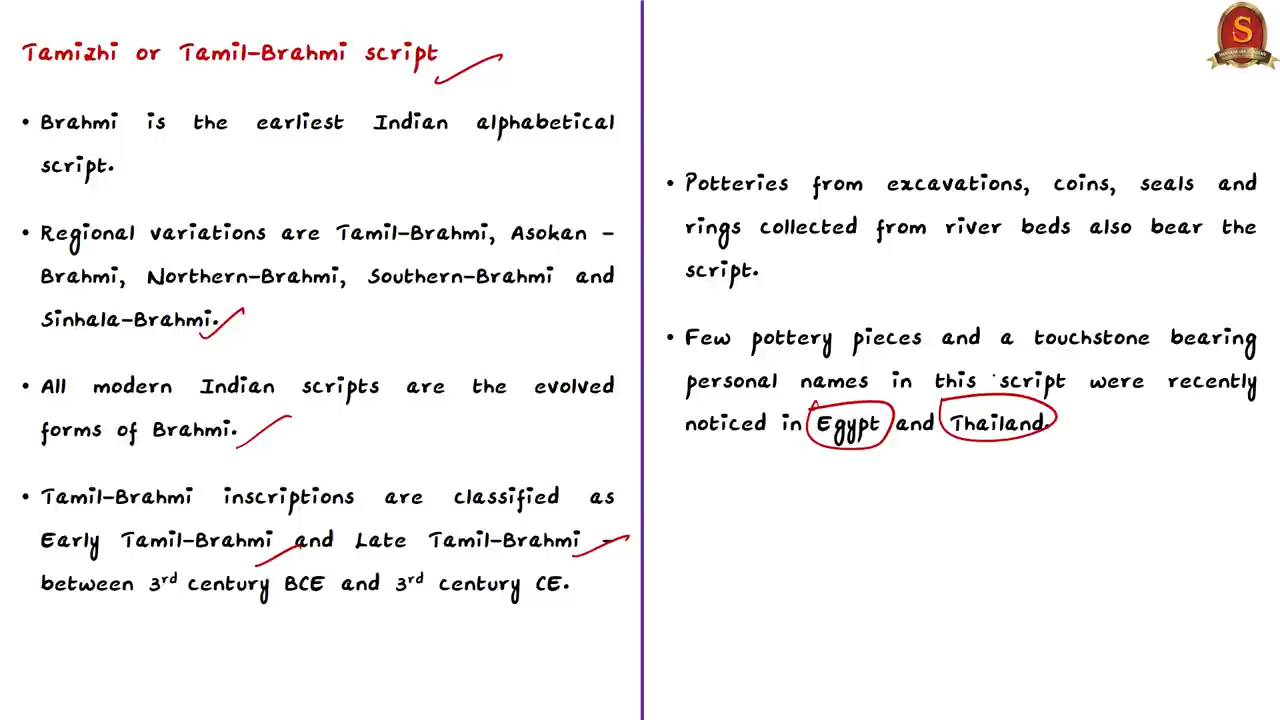 Tamizhi or Tamil-Brahmi script
• Brahmi is the earliest Indian alphabetical
script.
• Regional variations are Tamil-Brahmi, Asokan -
Brahmi, Northern-Brahmi, Southern-Brahmi and
Sinhala-Brahmi.
• All modern Indian scripts are the evolved
forms of Brahmi.
• Tamil-Brahmi inscriptions are classified as
Early Tamil-Brahmi and Late Tamil-Brahmi -
between 3rd century BCE and 3rd century CE.
• Potteries from excavations, coins, seals and
rings collected from river beds also bear the
script.
• Few pottery pieces and a touchstone bearing
personal names in this script were recently
noticed in Egypt and Thailand.
S